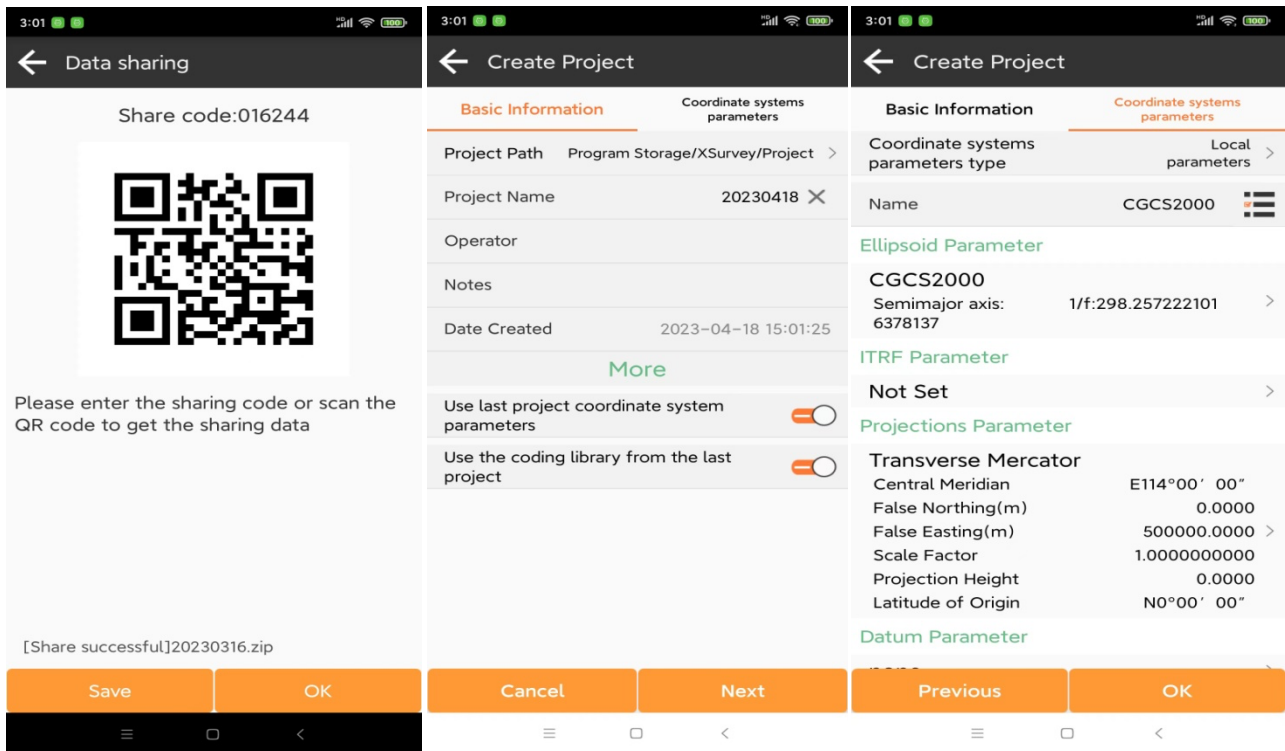 3:01
HD
100
Data sharing
Share code:016244
Please enter the sharing code or scan the
QR code to get the sharing data
[Share successful]20230316.zip
Save
OK
3:01
HD
100
Create Project
Basic Information
Coordinate systems
parameters
Project Path
Program Storage/XSurvey/Project
Project Name
20230418
Operator
Notes
Date Created
2023-04-18 15:01:25
More
Use last project coordinate system
parameters
Use the coding library from the last
project
Cancel
Next
3:01
HD
100
Create Project
Basic Information
Coordinate systems
parameters
Coordinate systems
parameters type
Local
parameters
Name
CGCS2000
Ellipsoid Parameter
CGCS2000
Semimajor axis:
6378137
1/f:298.257222101
ITRF Parameter
Not Set
Projections Parameter
Transverse Mercator
Central Meridian E114°00′ 00″
False Northing(m) 0.0000
False Easting(m) 500000.0000
Scale Factor 1.0000000000
Projection Height 0.0000
Latitude of Origin N0°00′ 00″
Datum Parameter
Previous
OK